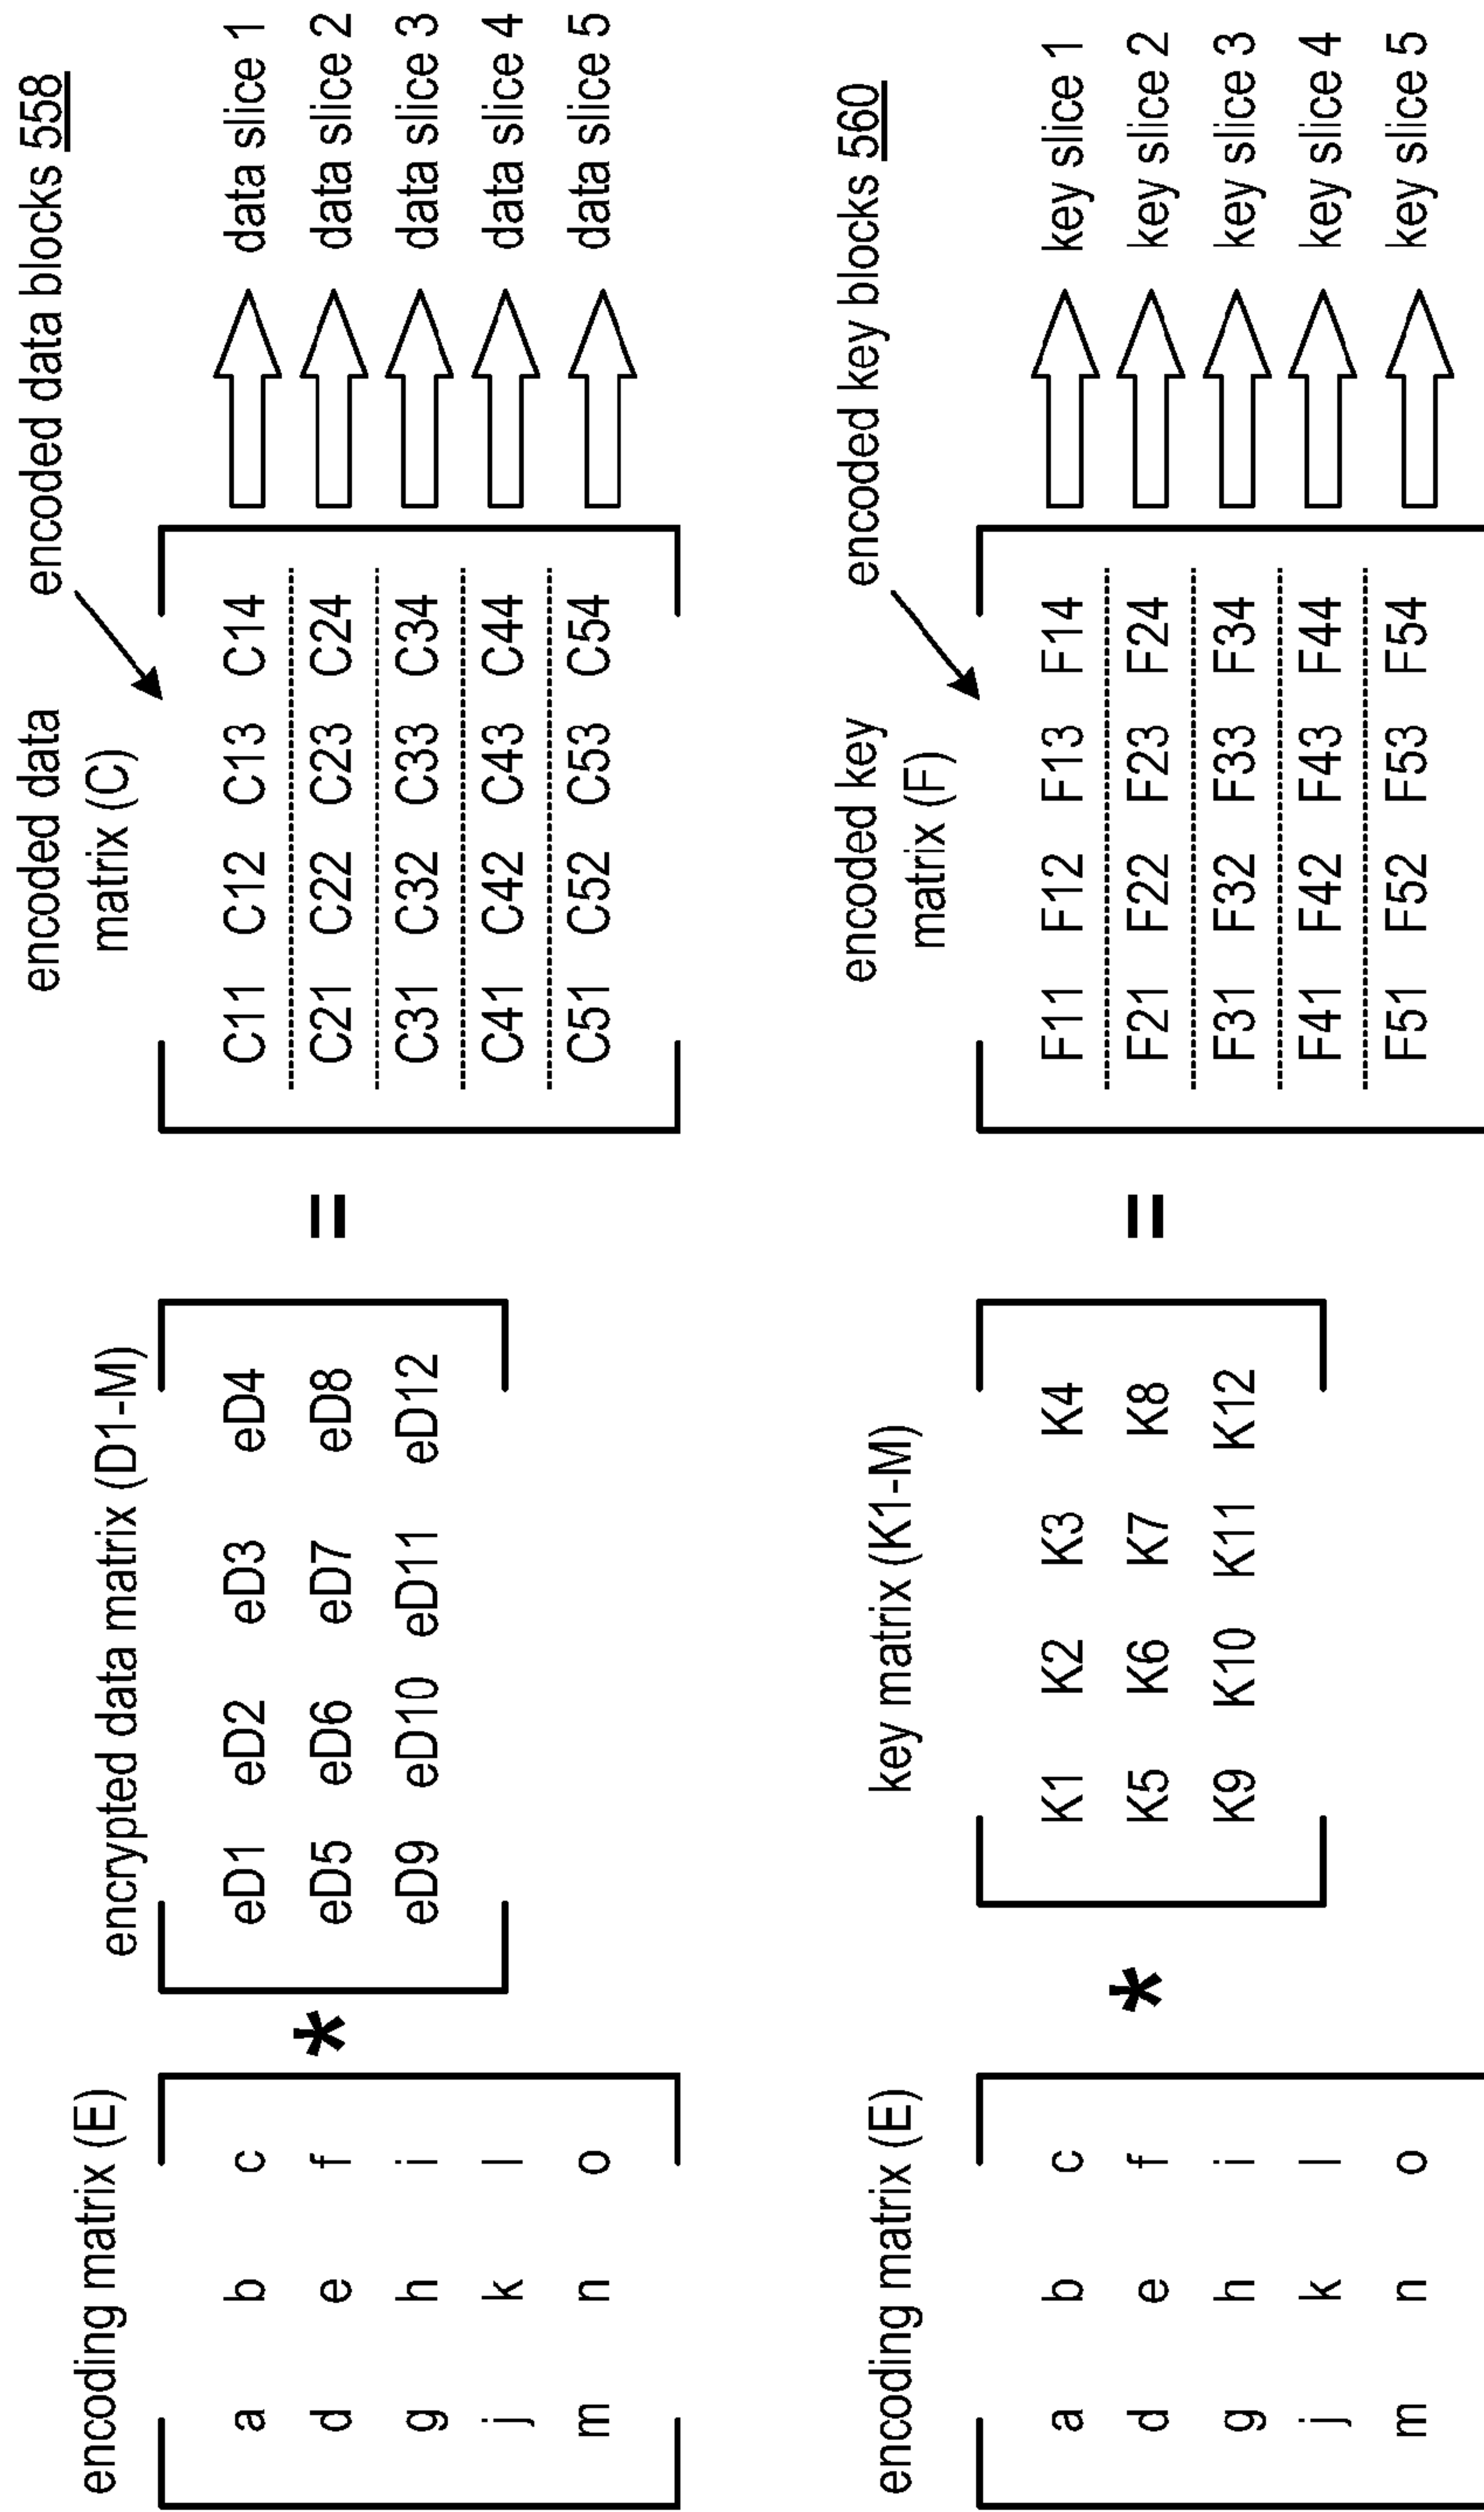 encoding matrix (E)
a b c
d e f
g h i
j k l
m n o
*
encrypted data matrix (D1-M)
eD1 eD2 eD3 eD4
eD5 eD6 eD7 eD8
eD9 eD10 eD11 eD12
=
encoded data
matrix (C)
C11 C12 C13 C14
C21 C22 C23 C24
C31 C32 C33 C34
C41 C42 C43 C44
C51 C52 C53 C54
encoded data blocks 558
data slice 1
data slice 2
data slice 3
data slice 4
data slice 5
encoding matrix (E)
a b c
d e f
g h i
j k l
m n o
*
key matrix (K1-M)
K1 K2 K3 K4
K5 K6 K7 K8
K9 K10 K11 K12
=
encoded key
matrix (F)
F11 F12 F13 F14
F21 F22 F23 F24
F31 F32 F33 F34
F41 F42 F43 F44
F51 F52 F53 F54
encoded key blocks 560
key slice 1
key slice 2
key slice 3
key slice 4
key slice 5